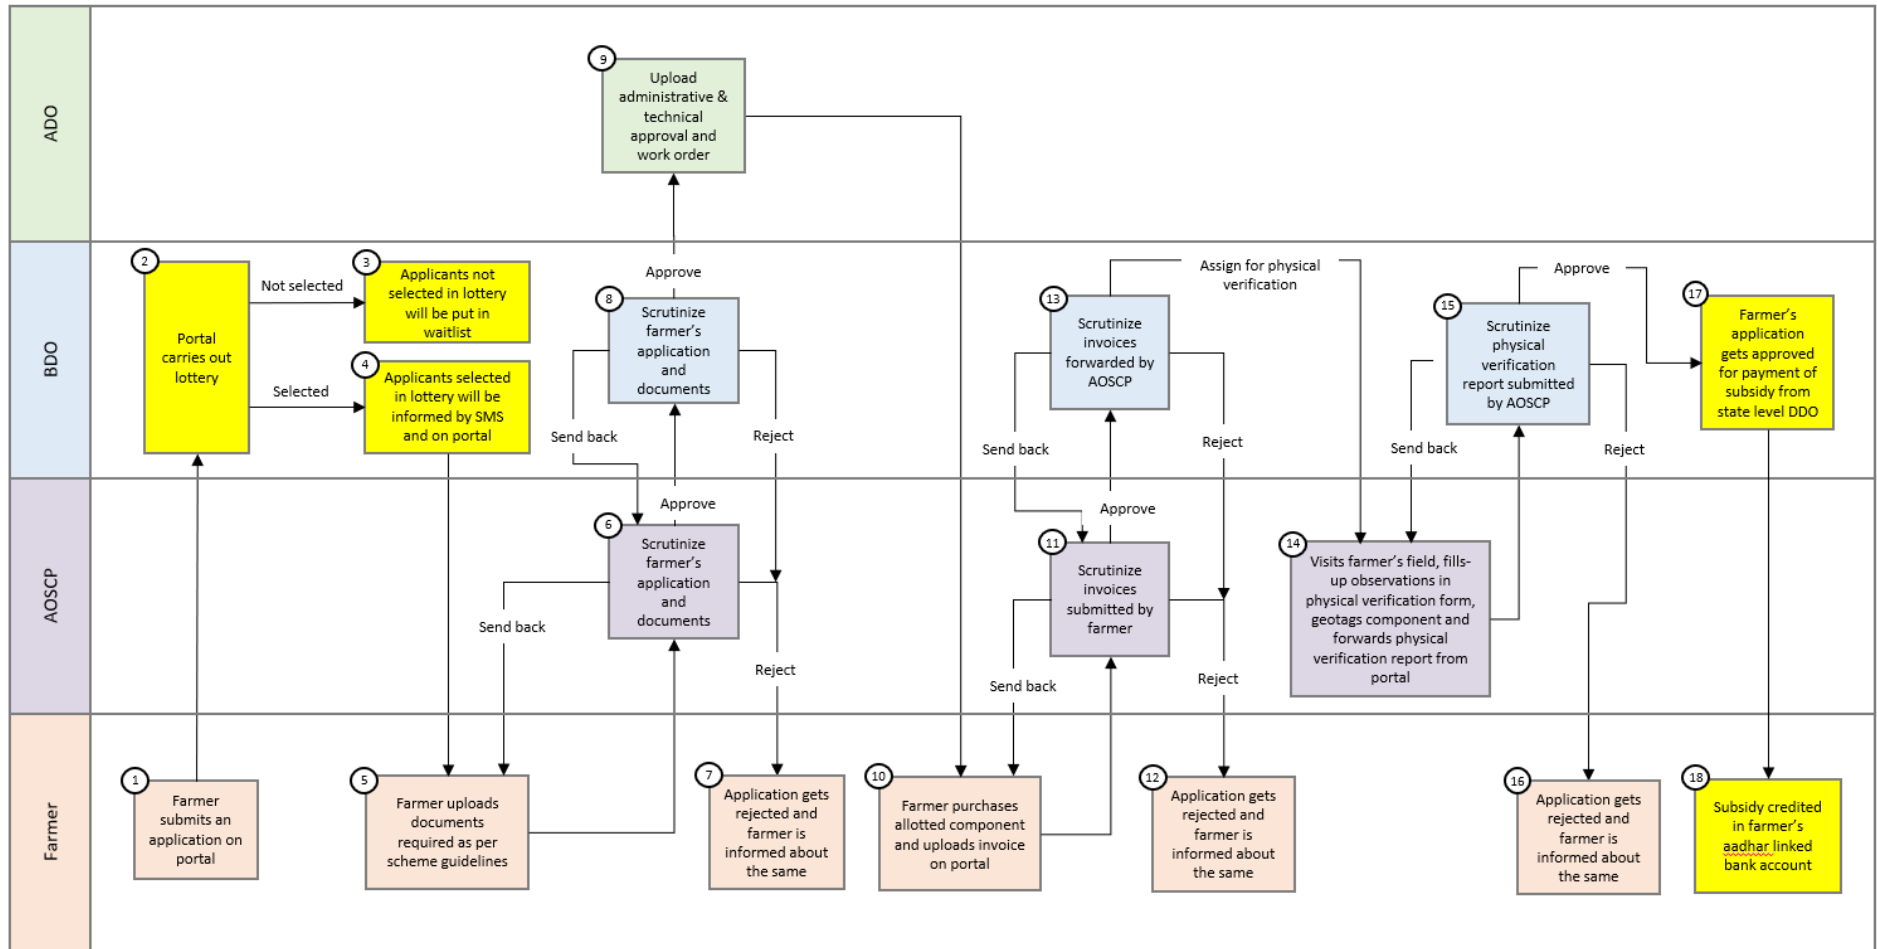 ADO
9
Upload
administrative &
technical
approval and
work order
BDO
2
Portal
carries out
lottery
Not selected
Selected
3
Applicants not
selected in lottery
will be put in
waitlist
4
Applicants selected
in lottery will be
informed by SMS
and on portal
Approve
8
Scrutinize
farmer's
application
and
documents
Send back
Reject
13
Scrutinize
invoices
forwarded by
AOSCP
Assign for physical
verification
Send back
Reject
15
Scrutinize
physical
verification
report submitted
by AOSCP
Approve
Send back
Reject
17
Farmer's
application
gets approved
for payment of
subsidy from
state level DDO
AOSCP
Approve
6
Scrutinize
farmer's
application
and
documents
Send back
Reject
Approve
11
Scrutinize
invoices
submitted by
farmer
Send back
Reject
14
Visits farmer's field, fills-
up observations in
physical verification form,
geotags component and
forwards physical
verification report from
portal
Farmer
1
Farmer
submits an
application on
portal
5
Farmer uploads
documents
required as per
scheme guidelines
7
Application gets
rejected and
farmer is
informed about
the same
10
Farmer purchases
allotted component
and uploads invoice
on portal
12
Application gets
rejected and
farmer is
informed about
the same
16
Application gets
rejected and
farmer is
informed about
the same
18
Subsidy credited
in farmer's
aadhar linked
bank account